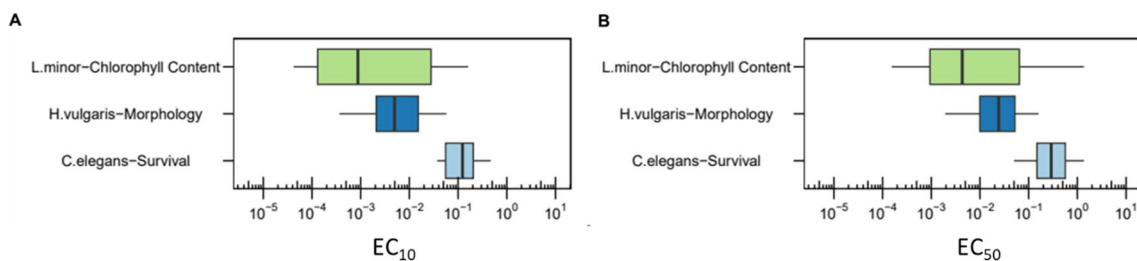 A
L.minor−Chlorophyll Content
H.vulgaris−Morphology
C.elegans−Survival
10⁻⁵ 10⁻⁴ 10⁻³ 10⁻² 10⁻¹ 10⁰ 10¹
EC₁₀
B
L.minor−Chlorophyll Content
H.vulgaris−Morphology
C.elegans−Survival
10⁻⁵ 10⁻⁴ 10⁻³ 10⁻² 10⁻¹ 10⁰ 10¹
EC₅₀